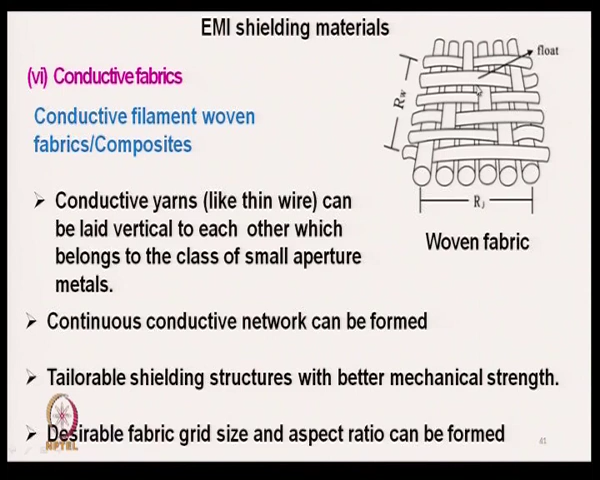 EMI shielding materials
(vi) Conductive fabrics
Conductive filament woven
fabrics/Composites
➢ Conductive yarns (like thin wire) can
be laid vertical to each other which
belongs to the class of small aperture
metals.
➢ Continuous conductive network can be formed
➢ Tailorable shielding structures with better mechanical strength.
➢ Desirable fabric grid size and aspect ratio can be formed
float
Rw
RJ
Woven fabric
NPTEL
41